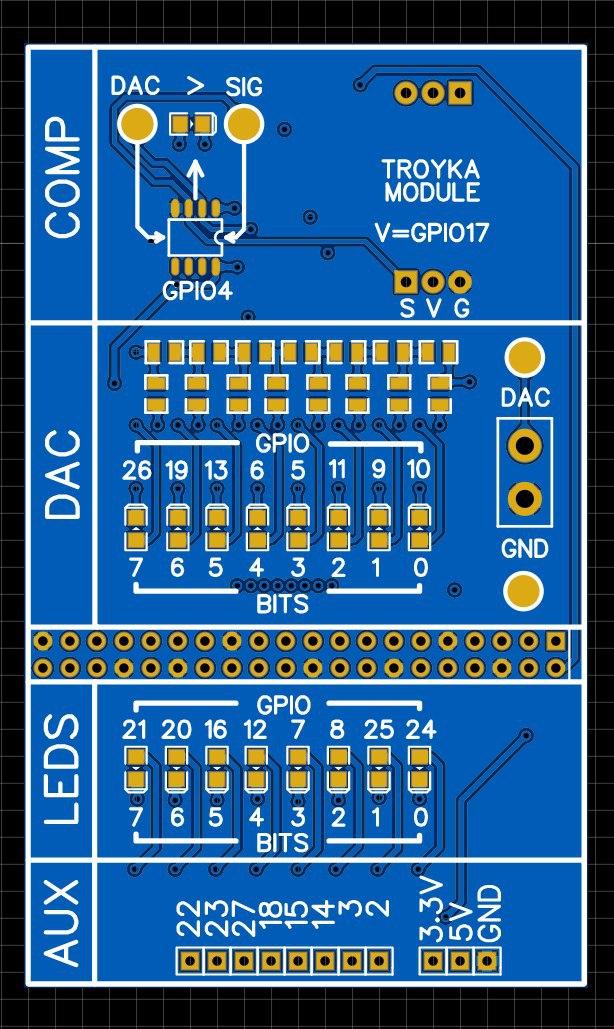 COMP
DAC > SIG
TROYKA
MODULE
V=GPIO17
GPIO4
S V G
DAC
DAC
GPIO
26 19 13 6 5 11 9 10
7 6 5 4 3 2 1 0
BITS
GND
LEDS
GPIO
21 20 16 12 7 8 25 24
7 6 5 4 3 2 1 0
BITS
AUX
22 23 27 18 15 14 3 2
3.3V 5V GND